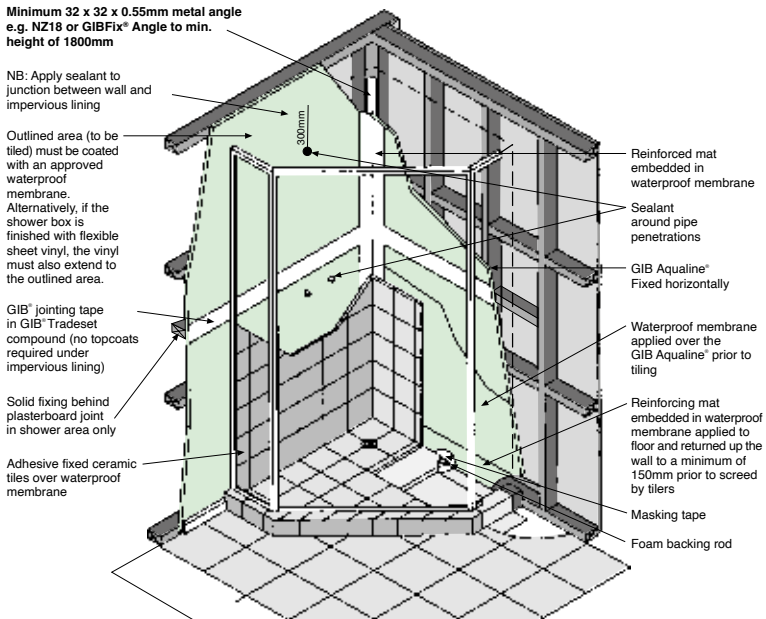 Minimum 32 x 32 x 0.55mm metal angle
e.g. NZ18 or GIBFix® Angle to min.
height of 1800mm
NB: Apply sealant to
junction between wall and
impervious lining
Outlined area (to be
tiled) must be coated
with an approved
waterproof
membrane.
Alternatively, if the
shower box is
finished with flexible
sheet vinyl, the vinyl
must also extend to
the outlined area.
GIB® jointing tape
in GIB® Tradeset
compound (no topcoats
required under
impervious lining)
Solid fixing behind
plasterboard joint
in shower area only
Adhesive fixed ceramic
tiles over waterproof
membrane
300mm
Reinforced mat
embedded in
waterproof membrane
Sealant
around pipe
penetrations
GIB Aqualine®
Fixed horizontally
Waterproof membrane
applied over the
GIB Aqualine® prior to
tiling
Reinforcing mat
embedded in waterproof
membrane applied to
floor and returned up the
wall to a minimum of
150mm prior to screed
by tilers
Masking tape
Foam backing rod